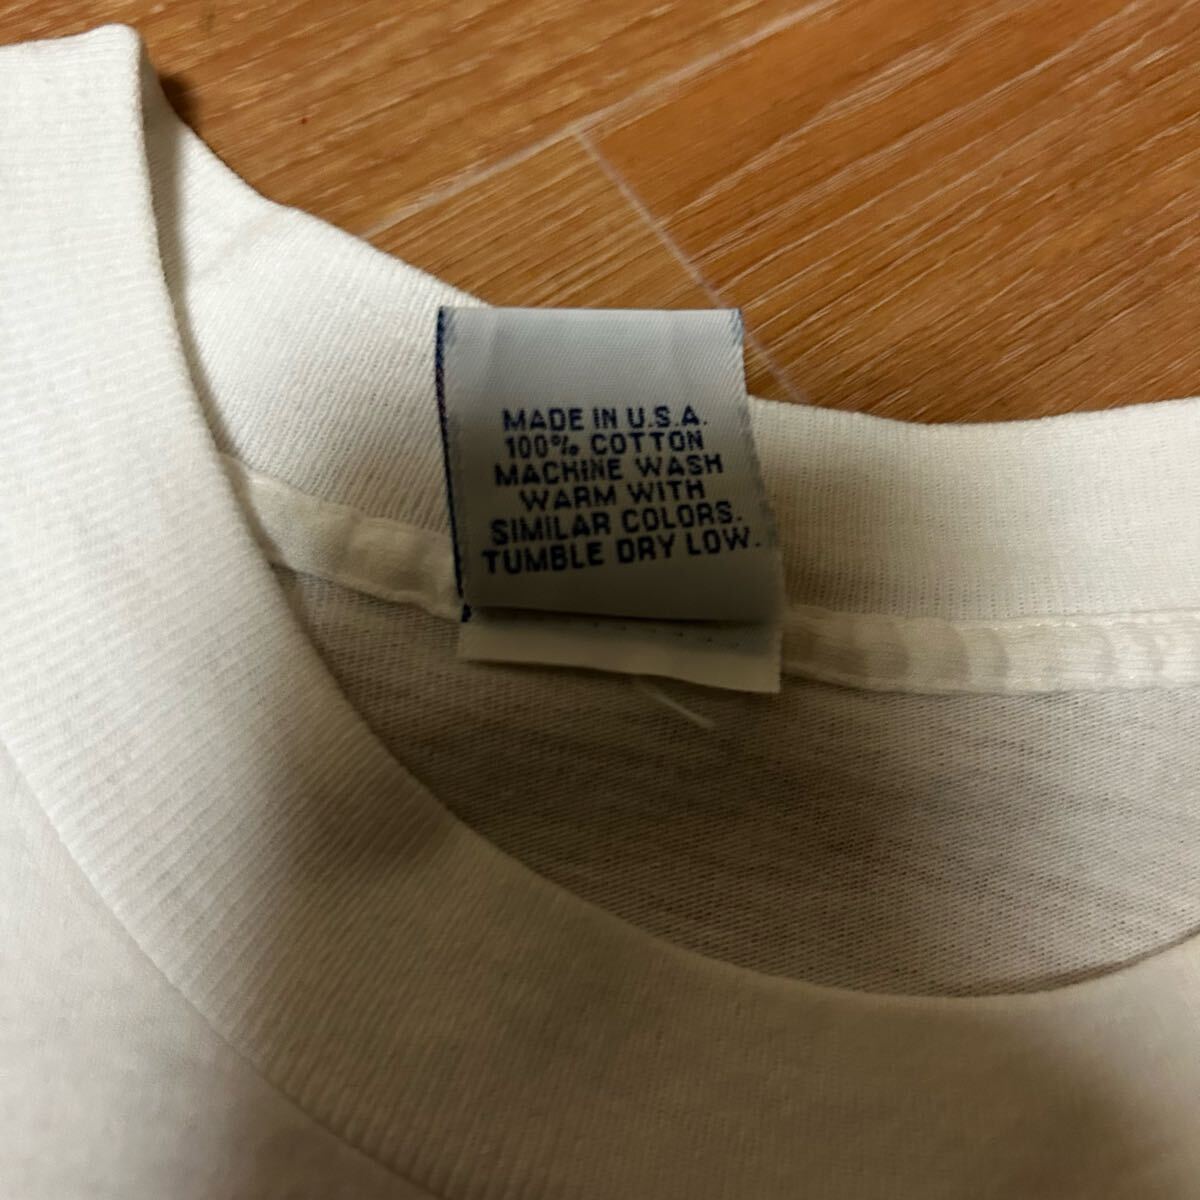 MADE IN U.S.A.
100% COTTON
MACHINE WASH
WARM WITH
SIMILAR COLORS.
TUMBLE DRY LOW.